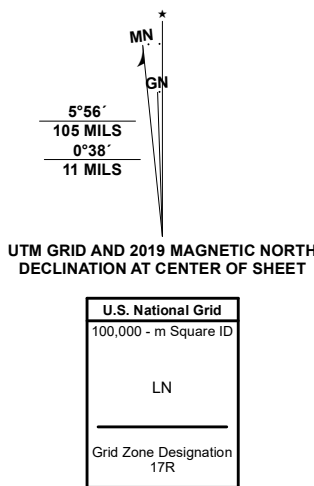 ★
MN
GN
5°56´
105 MILS
0°38´
11 MILS
UTM GRID AND 2019 MAGNETIC NORTH
DECLINATION AT CENTER OF SHEET
U.S. National Grid
100,000 - m Square ID
LN
Grid Zone Designation
17R